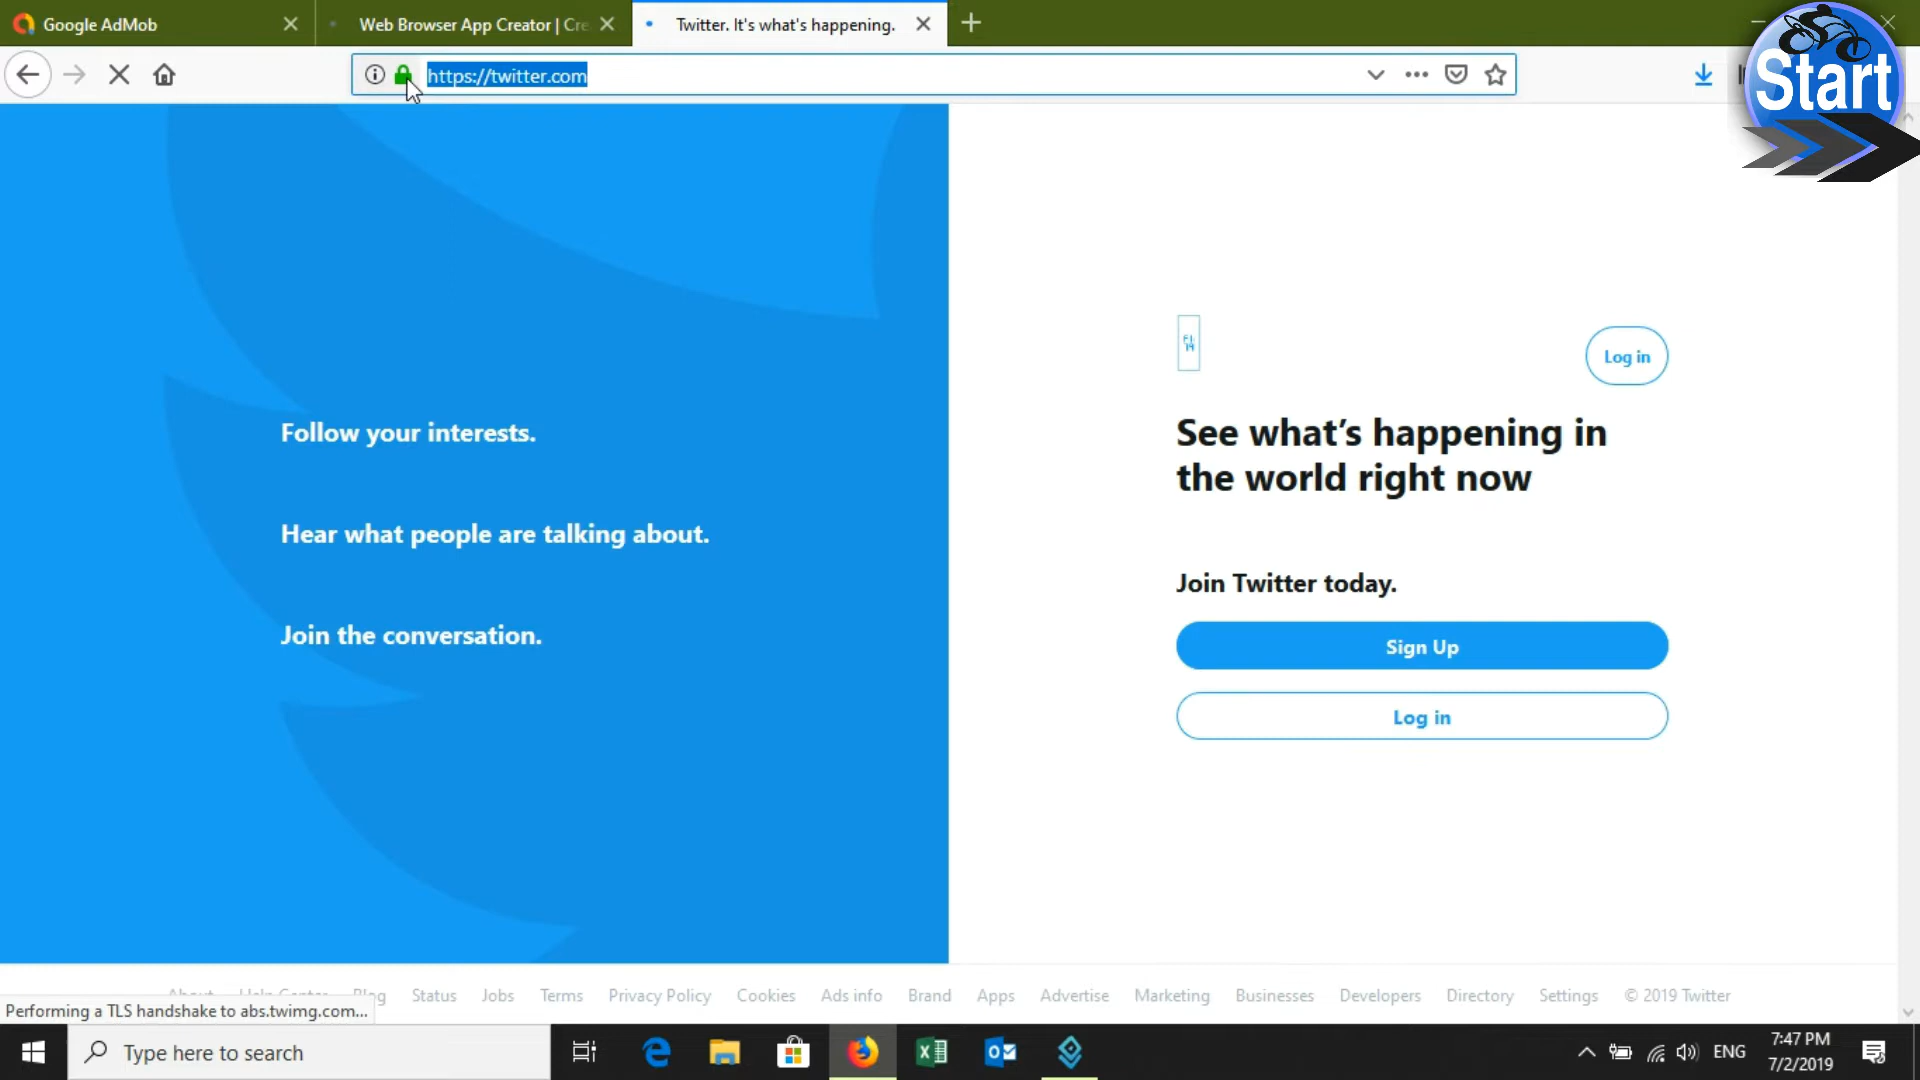 Google AdMob
Web Browser App Creator | Cre
Twitter. It's what's happening.
https://twitter.com
Start
Log in
Follow your interests.
Hear what people are talking about.
Join the conversation.
See what's happening in
the world right now
Join Twitter today.
Sign Up
Log in
About Help Center Blog Status Jobs Terms Privacy Policy Cookies Ads info Brand Apps Advertise Marketing Businesses Developers Directory Settings © 2019 Twitter
Performing a TLS handshake to abs.twimg.com...
Type here to search
ENG
7:47 PM
7/2/2019